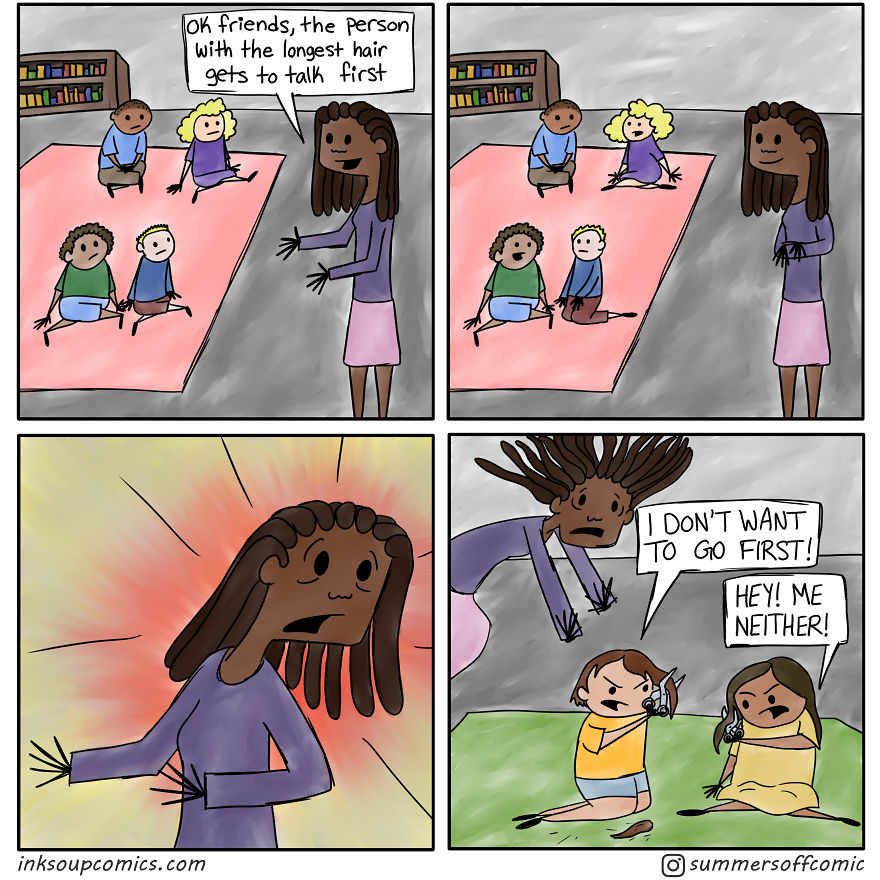 OK friends, the person
with the longest hair
gets to talk first
I DON'T WANT
TO GO FIRST!
HEY! ME
NEITHER!
inksoupcomics.com
summersoffcomic